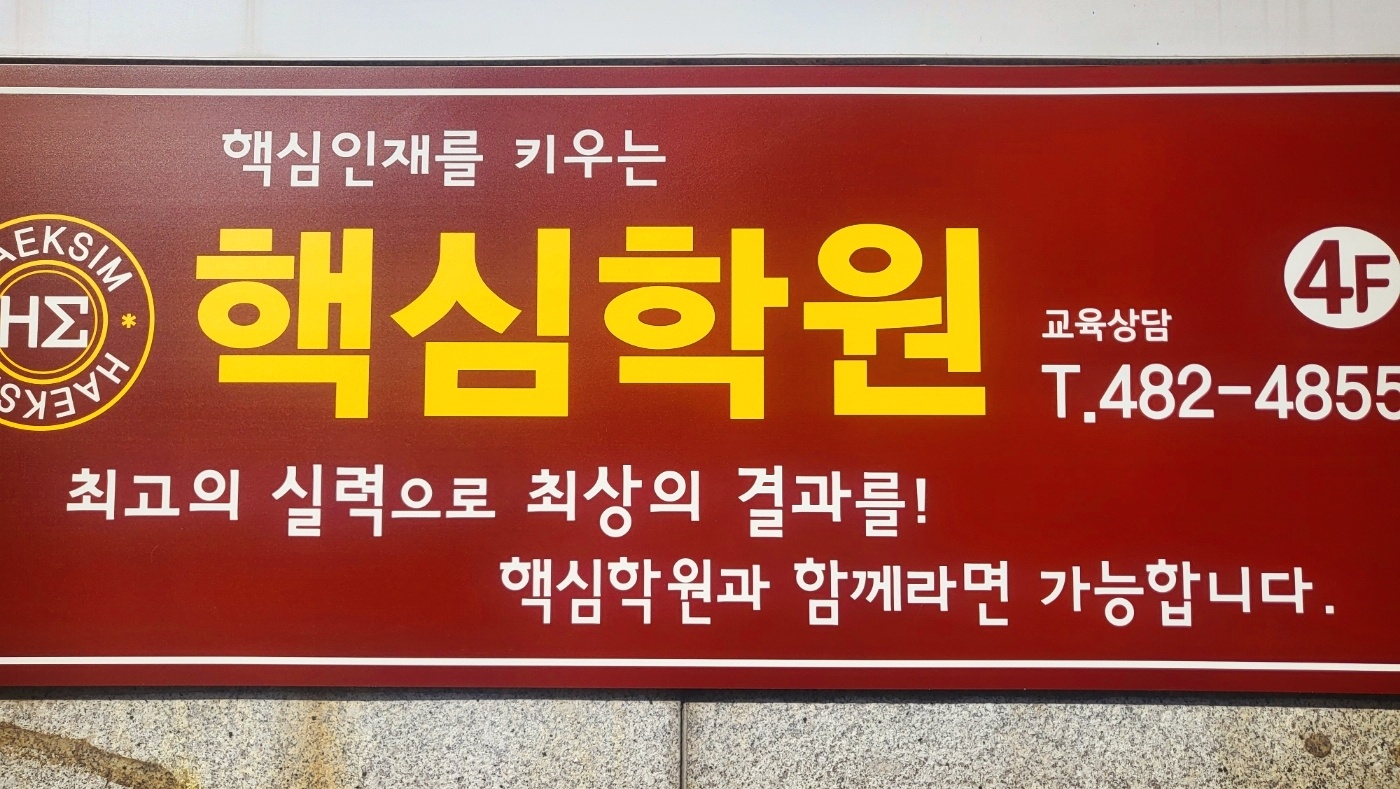 핵심인재를 키우는
HAEKSIM
HΣ
핵심학원
4F
교육상담
T.482-4855
최고의 실력으로 최상의 결과를!
핵심학원과 함께라면 가능합니다.